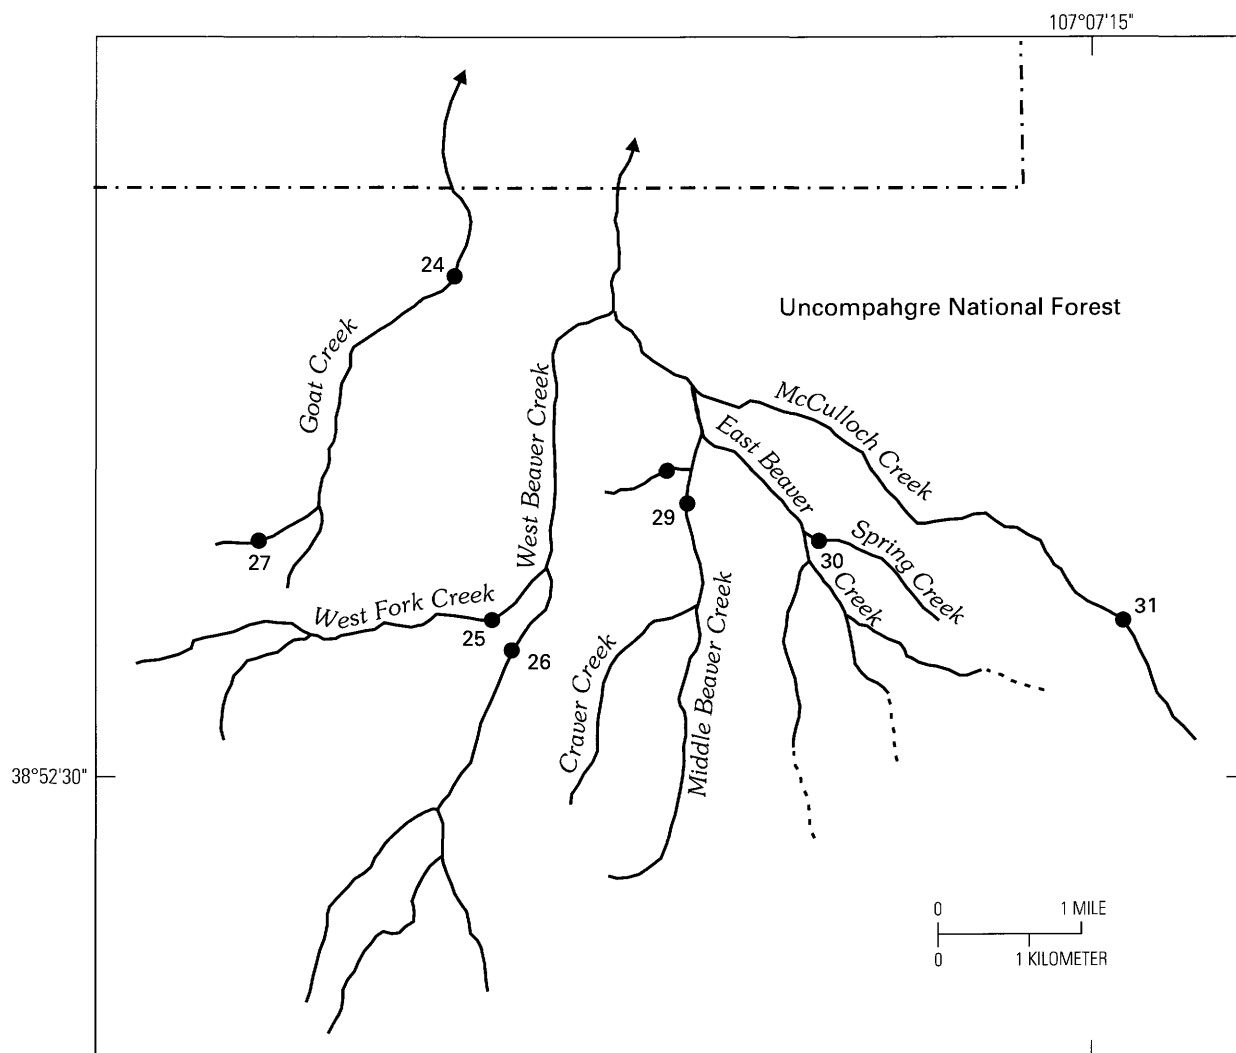 107°07'15"
24
Uncompahgre National Forest
Goat Creek
West Beaver Creek
McCulloch Creek
East Beaver
Creek
29
27
30
Spring Creek
West Fork Creek
25
26
31
Craver Creek
Middle Beaver Creek
38°52'30"
0 1 MILE
0 1 KILOMETER